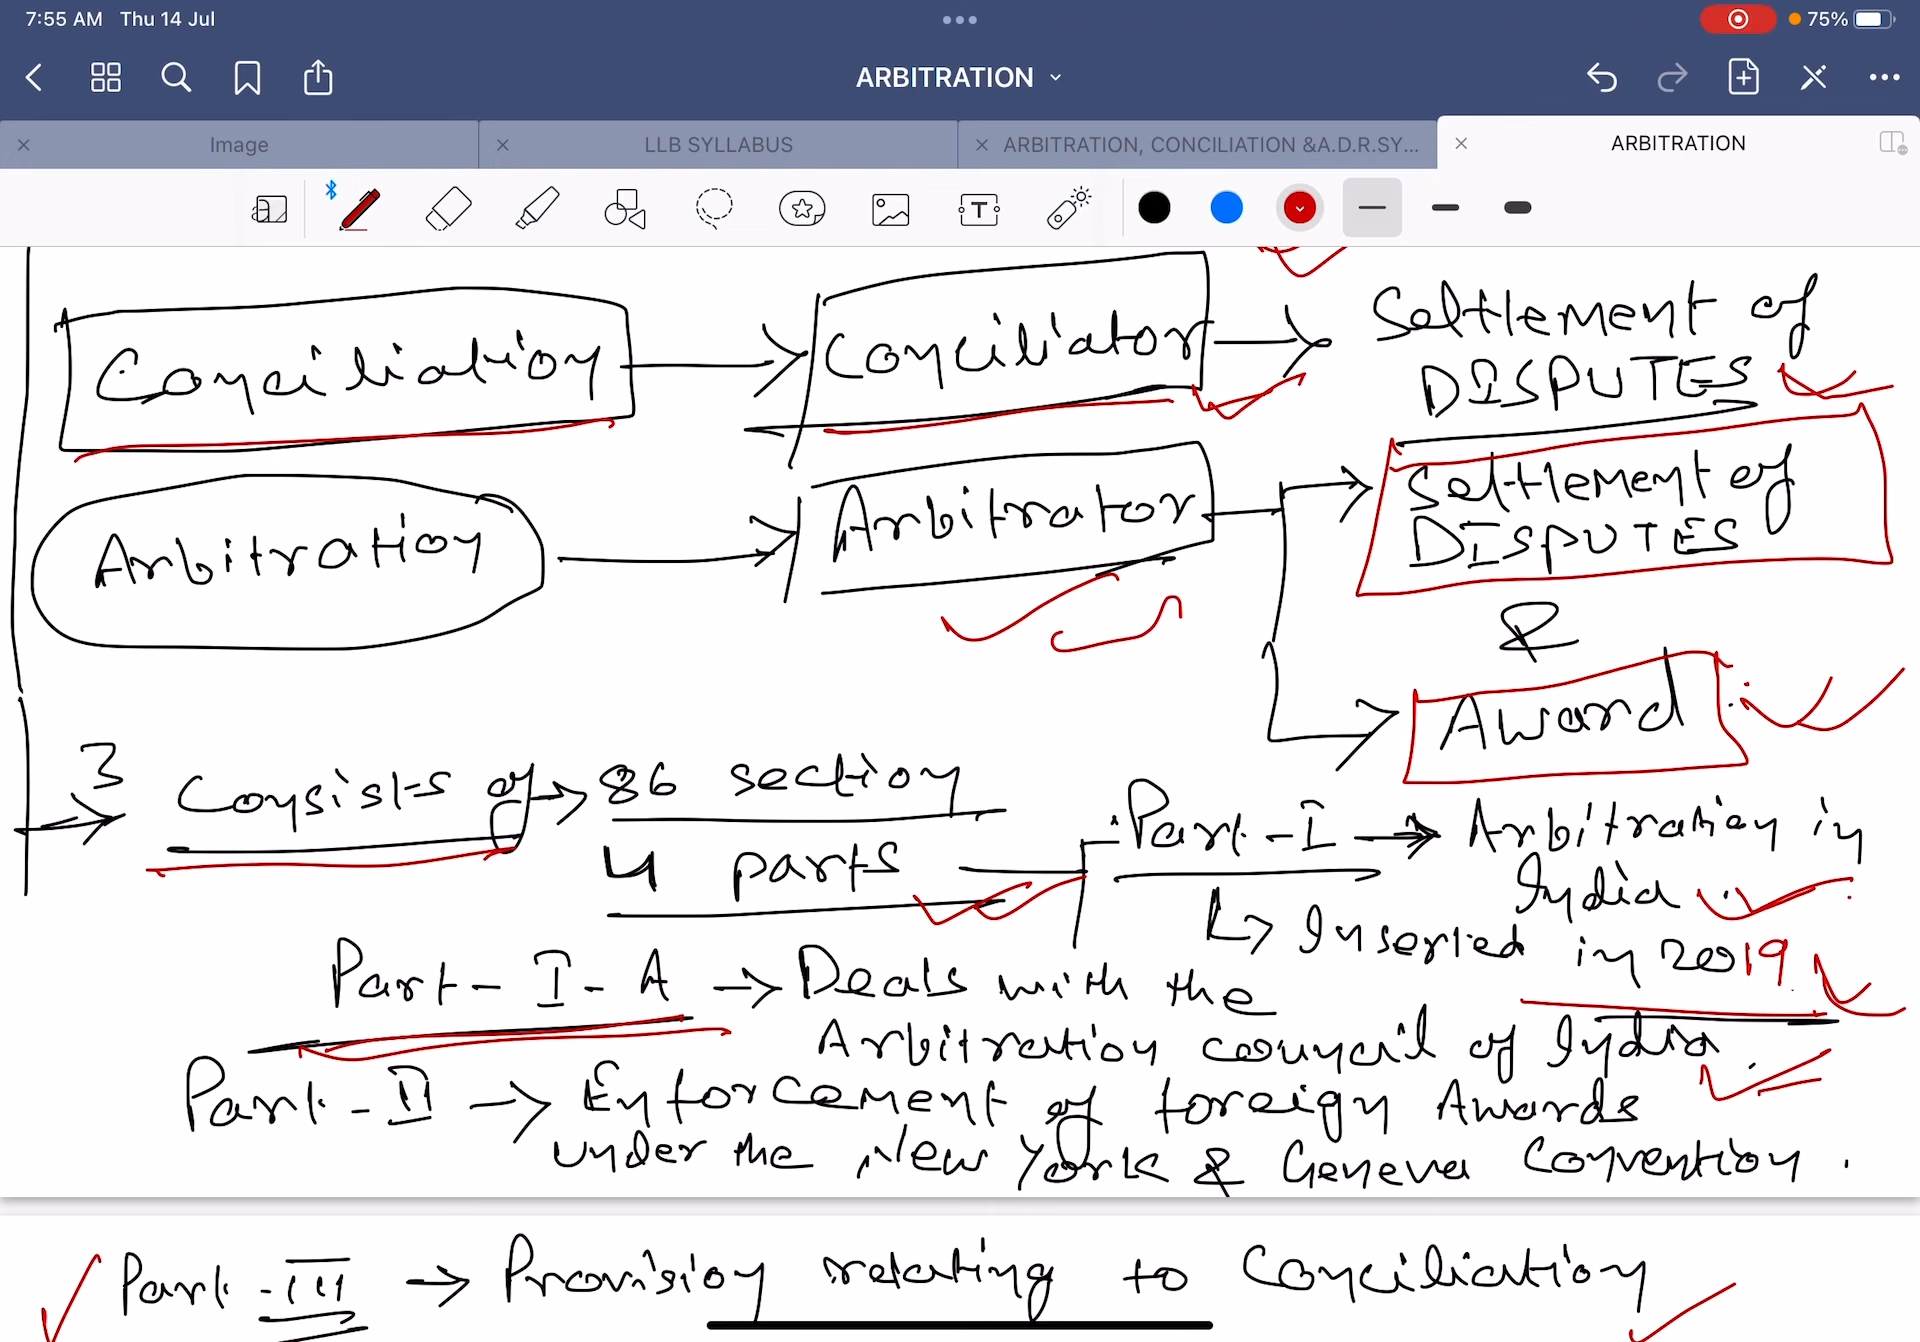 7:55 AM Thu 14 Jul
75%
ARBITRATION
Image
LLB SYLLABUS
ARBITRATION, CONCILIATION &A.D.R.SY...
ARBITRATION
Conciliation
Conciliator
Settlement of
DISPUTES
Arbitration
Arbitrator
Settlement of
DISPUTES
&
Award
3 Consists of → 86 section
4 parts
Part-I → Arbitration in
India
↳ Inserted in 2019
Part-I-A → Deals with the
Arbitration council of India
Part-II → Enforcement of foreign Awards
under the New York & Geneva Convention.
Part-III → Provision relating to Conciliation